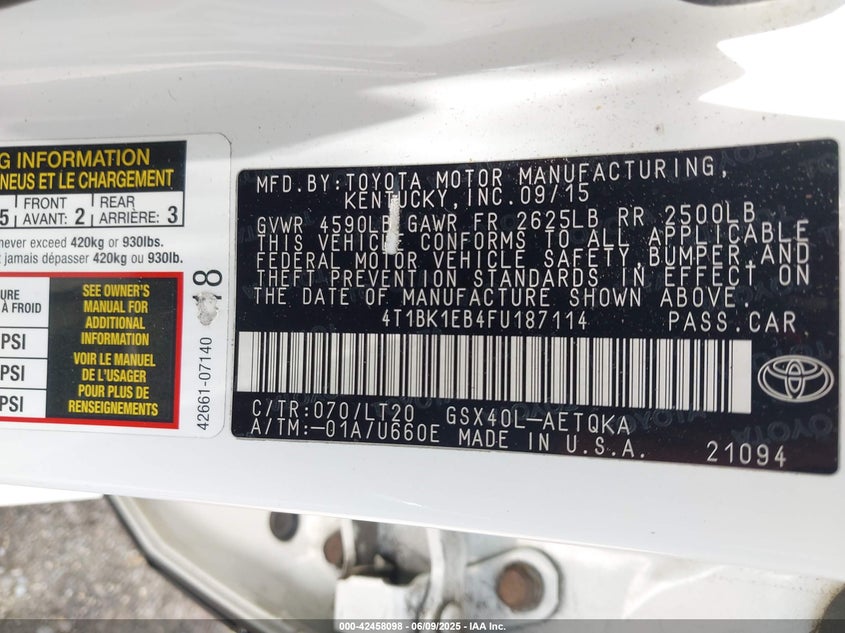 G INFORMATION
NEUS ET LE CHARGEMENT
5 FRONT AVANT: 2 REAR ARRIÈRE: 3
never exceed 420kg or 930lbs.
t jamais dépasser 420kg ou 930lb.
URE
À FROID
PSI
PSI
PSI
SEE OWNER'S
MANUAL FOR
ADDITIONAL
INFORMATION
VOIR LE MANUEL
DE L'USAGER
POUR PLUS DE
RENSEIGNEMENTS
42661-07140
8
MFD.BY:TOYOTA MOTOR MANUFACTURING,
KENTUCKY,INC.09/15
GVWR 4590LB GAWR FR 2625LB RR 2500LB
THIS VEHICLE CONFORMS TO ALL APPLICABLE
FEDERAL MOTOR VEHICLE SAFETY,BUMPER,AND
THEFT PREVENTION STANDARDS IN EFFECT ON
THE DATE OF MANUFACTURE SHOWN ABOVE.
4T1BK1EB4FU187114 PASS.CAR
C/TR:070/LT20 GSX40L-AETQKA
A/TM:-01A/U660E MADE IN U.S.A. 21094
000-42458098 - 06/09/2025 - IAA Inc.